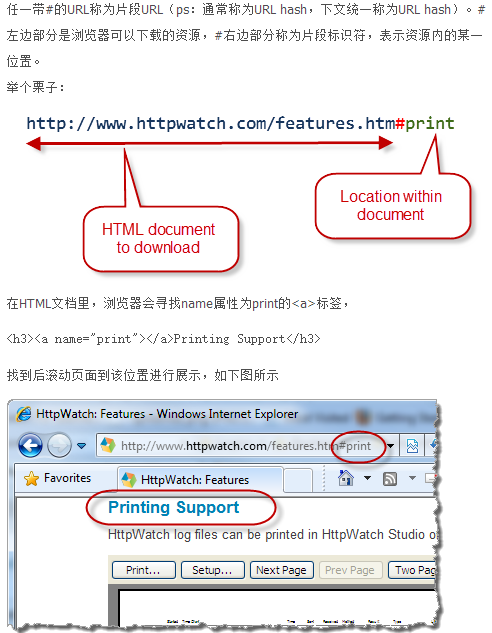 任一带#的URL称为片段URL（ps：通常称为URL hash，下文统一称为URL hash）。#
左边部分是浏览器可以下载的资源，#右边部分称为片段标识符，表示资源内的某一
位置。
举个栗子：
http://www.httpwatch.com/features.htm#print
HTML document
to download
Location within
document
在HTML文档里，浏览器会寻找name属性为print的<a>标签，
<h3><a name="print"></a>Printing Support</h3>
找到后滚动页面到该位置进行展示，如下图所示
HttpWatch: Features - Windows Internet Explorer
http://www.httpwatch.com/features.htm#print
Favorites
HttpWatch: Features
Printing Support
HttpWatch log files can be printed in HttpWatch Studio
Print...
Setup...
Next Page
Prev Page
Two Pag